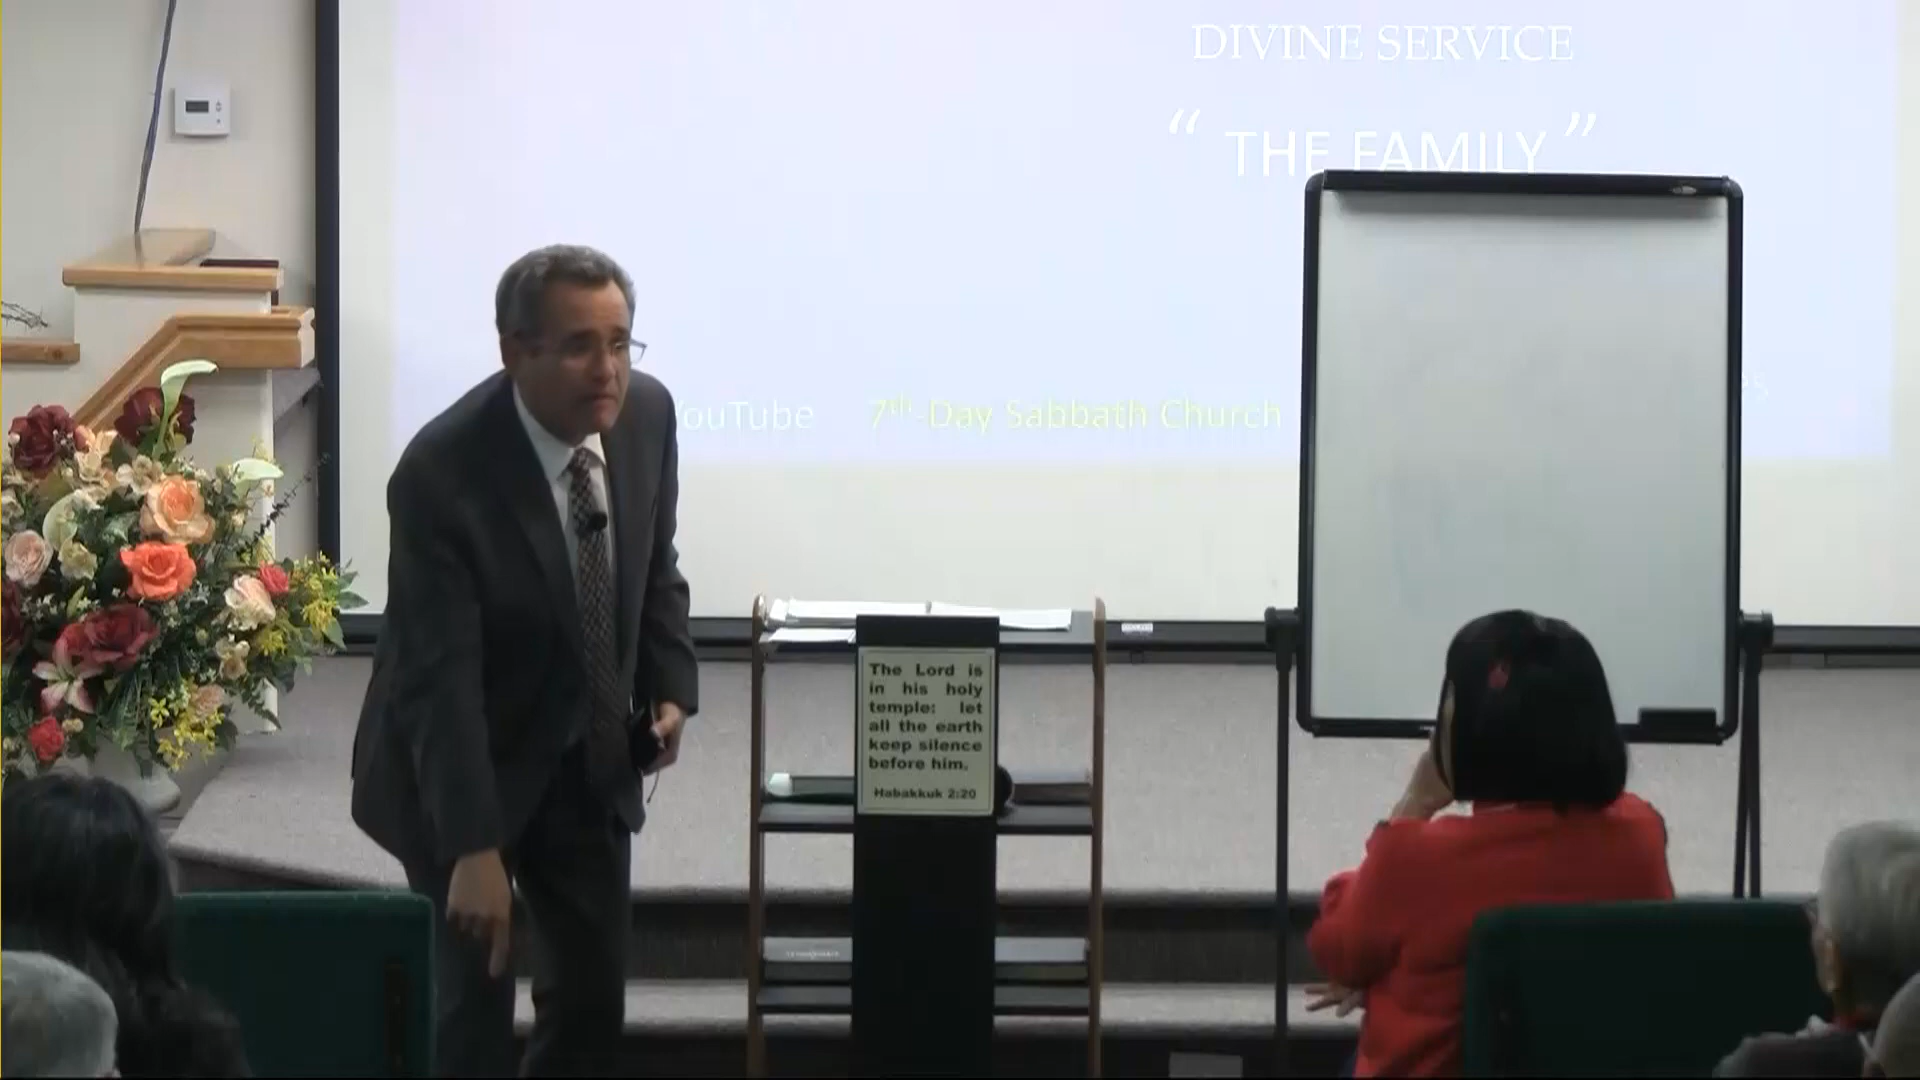 DIVINE SERVICE
“ THE FAMILY ”
YouTube 7th-Day Sabbath Church
The Lord is
in his holy
temple: let
all the earth
keep silence
before him.
Habakkuk 2:20